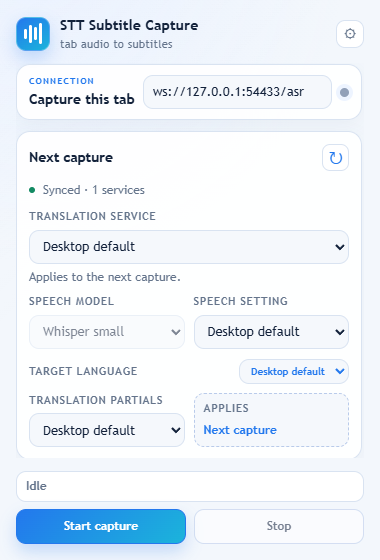 STT Subtitle Capture
tab audio to subtitles
CONNECTION
Capture this tab
ws://127.0.0.1:54433/asr
Next capture
Synced · 1 services
TRANSLATION SERVICE
Desktop default
Applies to the next capture.
SPEECH MODEL
SPEECH SETTING
Whisper small
Desktop default
TARGET LANGUAGE
Desktop default
TRANSLATION PARTIALS
Desktop default
APPLIES
Next capture
Idle
Start capture
Stop